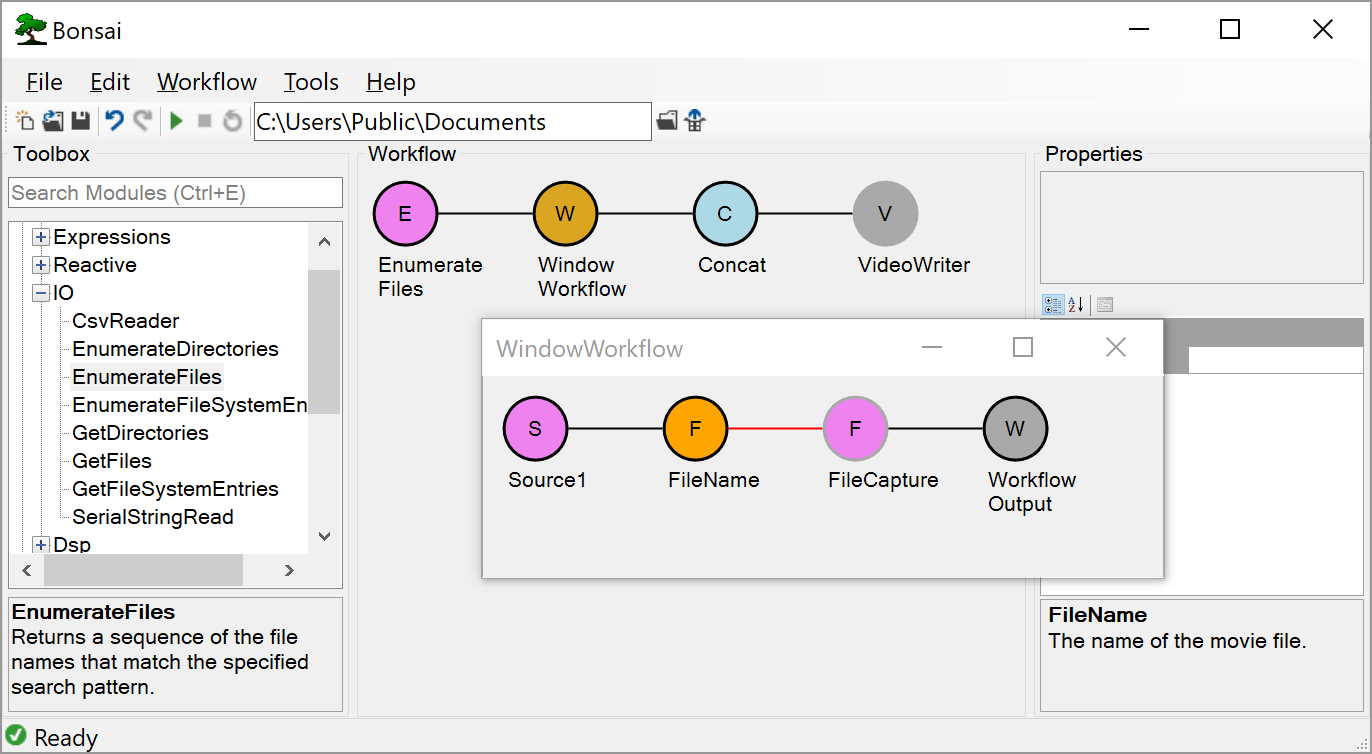 Bonsai
File Edit Workflow Tools Help
C:\Users\Public\Documents
Toolbox
Search Modules (Ctrl+E)
Expressions
Reactive
IO
CsvReader
EnumerateDirectories
EnumerateFiles
EnumerateFileSystemEn
GetDirectories
GetFiles
GetFileSystemEntries
SerialStringRead
Dsp
EnumerateFiles
Returns a sequence of the file
names that match the specified
search pattern.
Workflow
E W C V
Enumerate
Files
Window
Workflow
Concat
VideoWriter
WindowWorkflow
S F F W
Source1
FileName
FileCapture
Workflow
Output
Properties
A
Z
FileName
The name of the movie file.
Ready